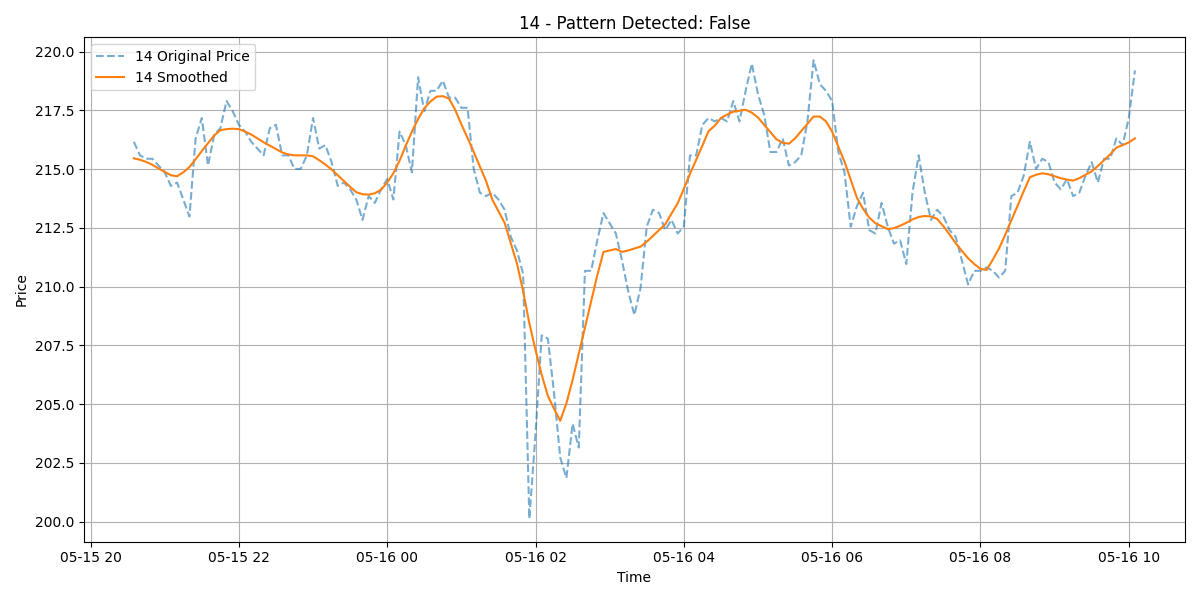 14 - Pattern Detected: False
14 Original Price
14 Smoothed
220.0
217.5
215.0
212.5
210.0
207.5
205.0
202.5
200.0
Price
05-15 20 05-15 22 05-16 00 05-16 02 05-16 04 05-16 06 05-16 08 05-16 10
Time